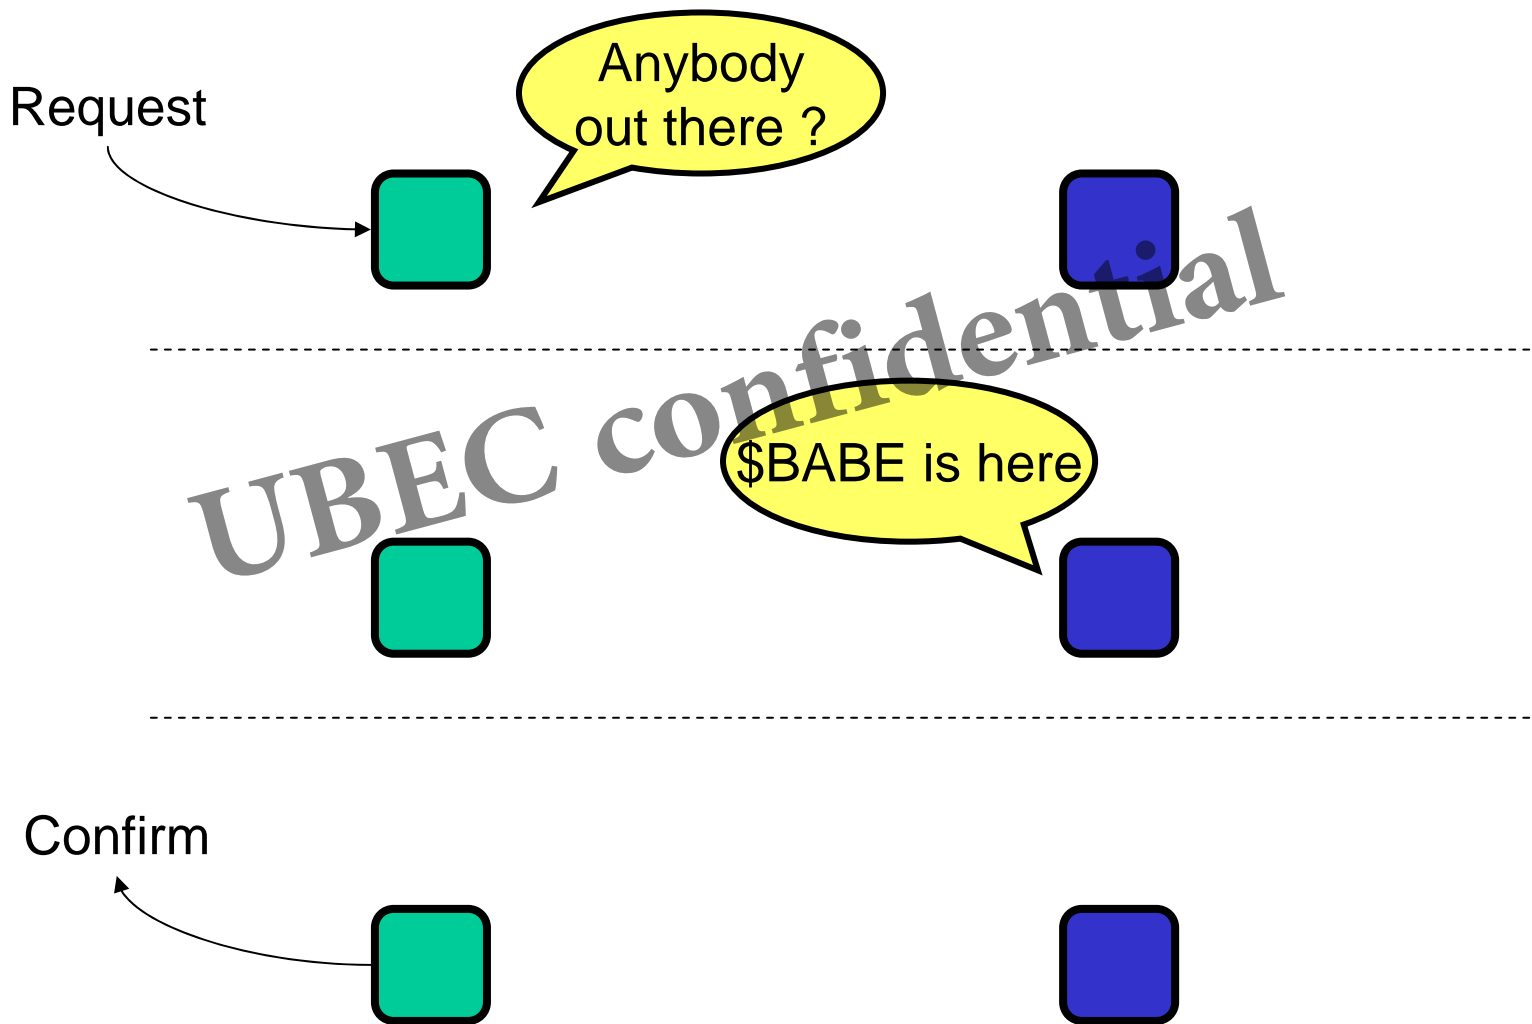 Anybody
out there ?
Request
UBEC confidential
$BABE is here
Confirm